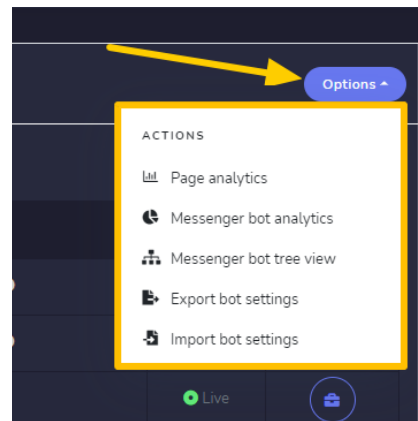 Options
ACTIONS
Page analytics
Messenger bot analytics
Messenger bot tree view
Export bot settings
Import bot settings
Live